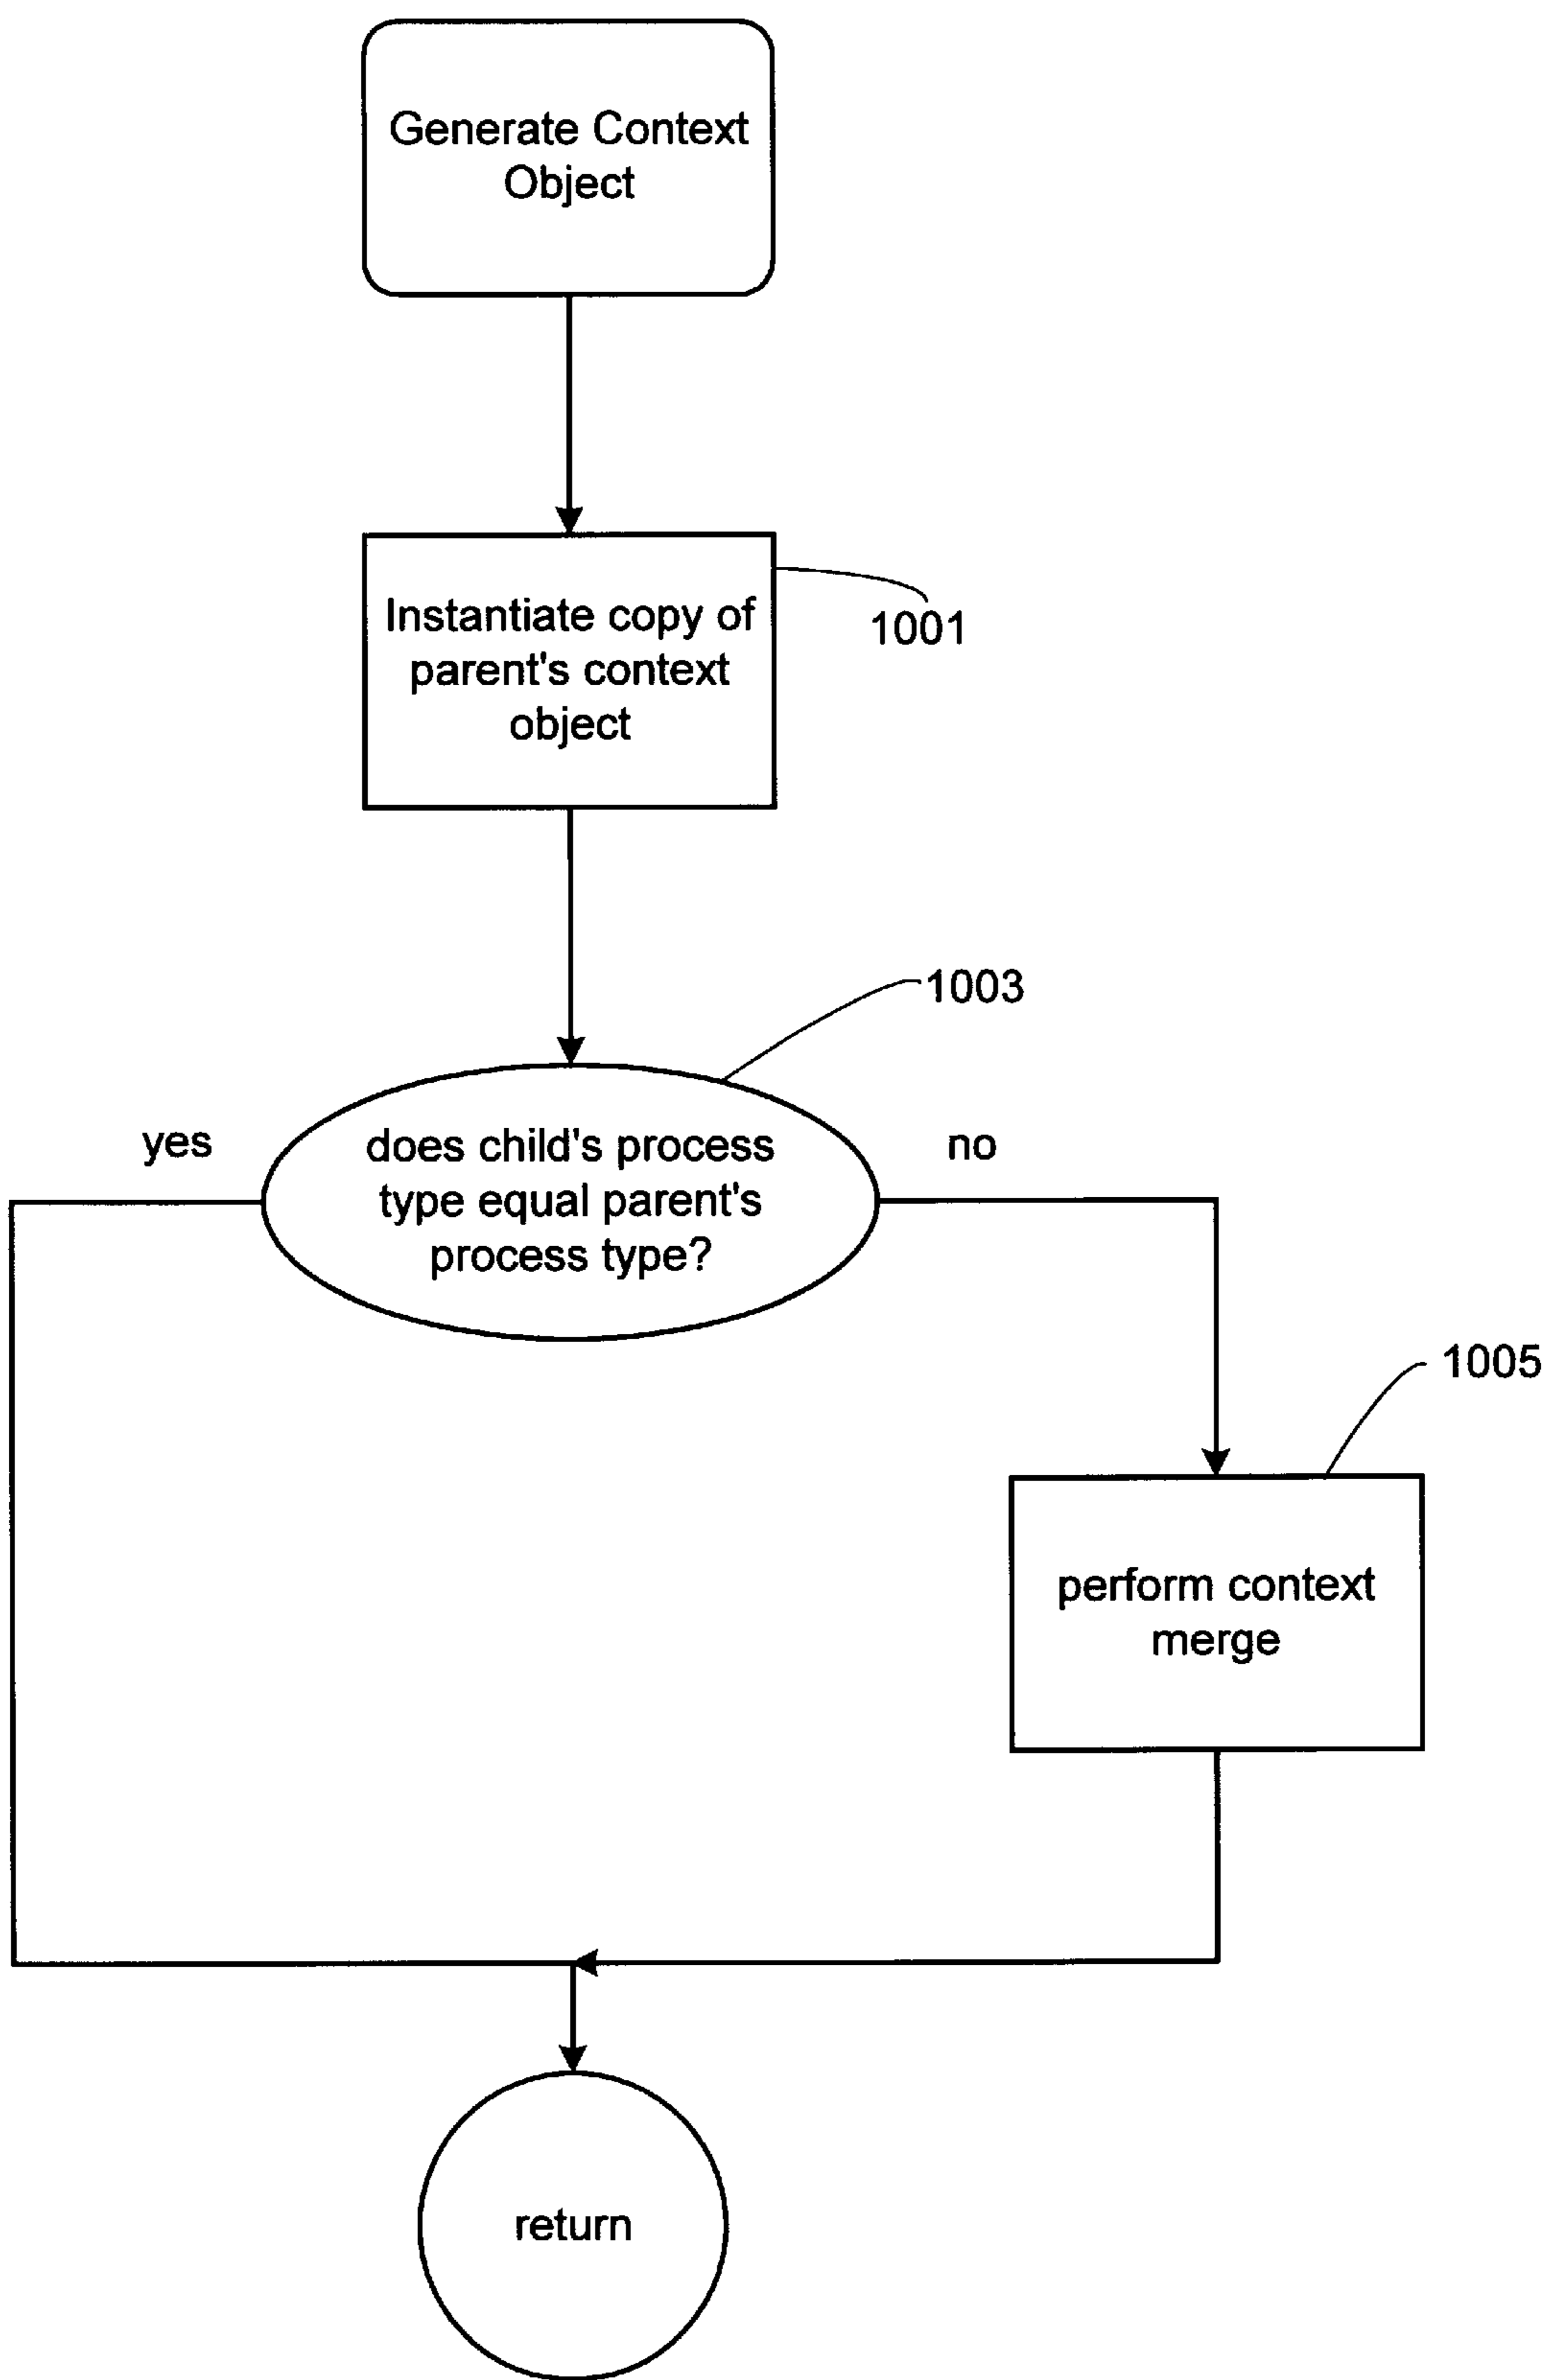 Generate Context
Object
Instantiate copy of
parent's context
object
1001
1003
yes
does child's process
type equal parent's
process type?
no
1005
perform context
merge
return